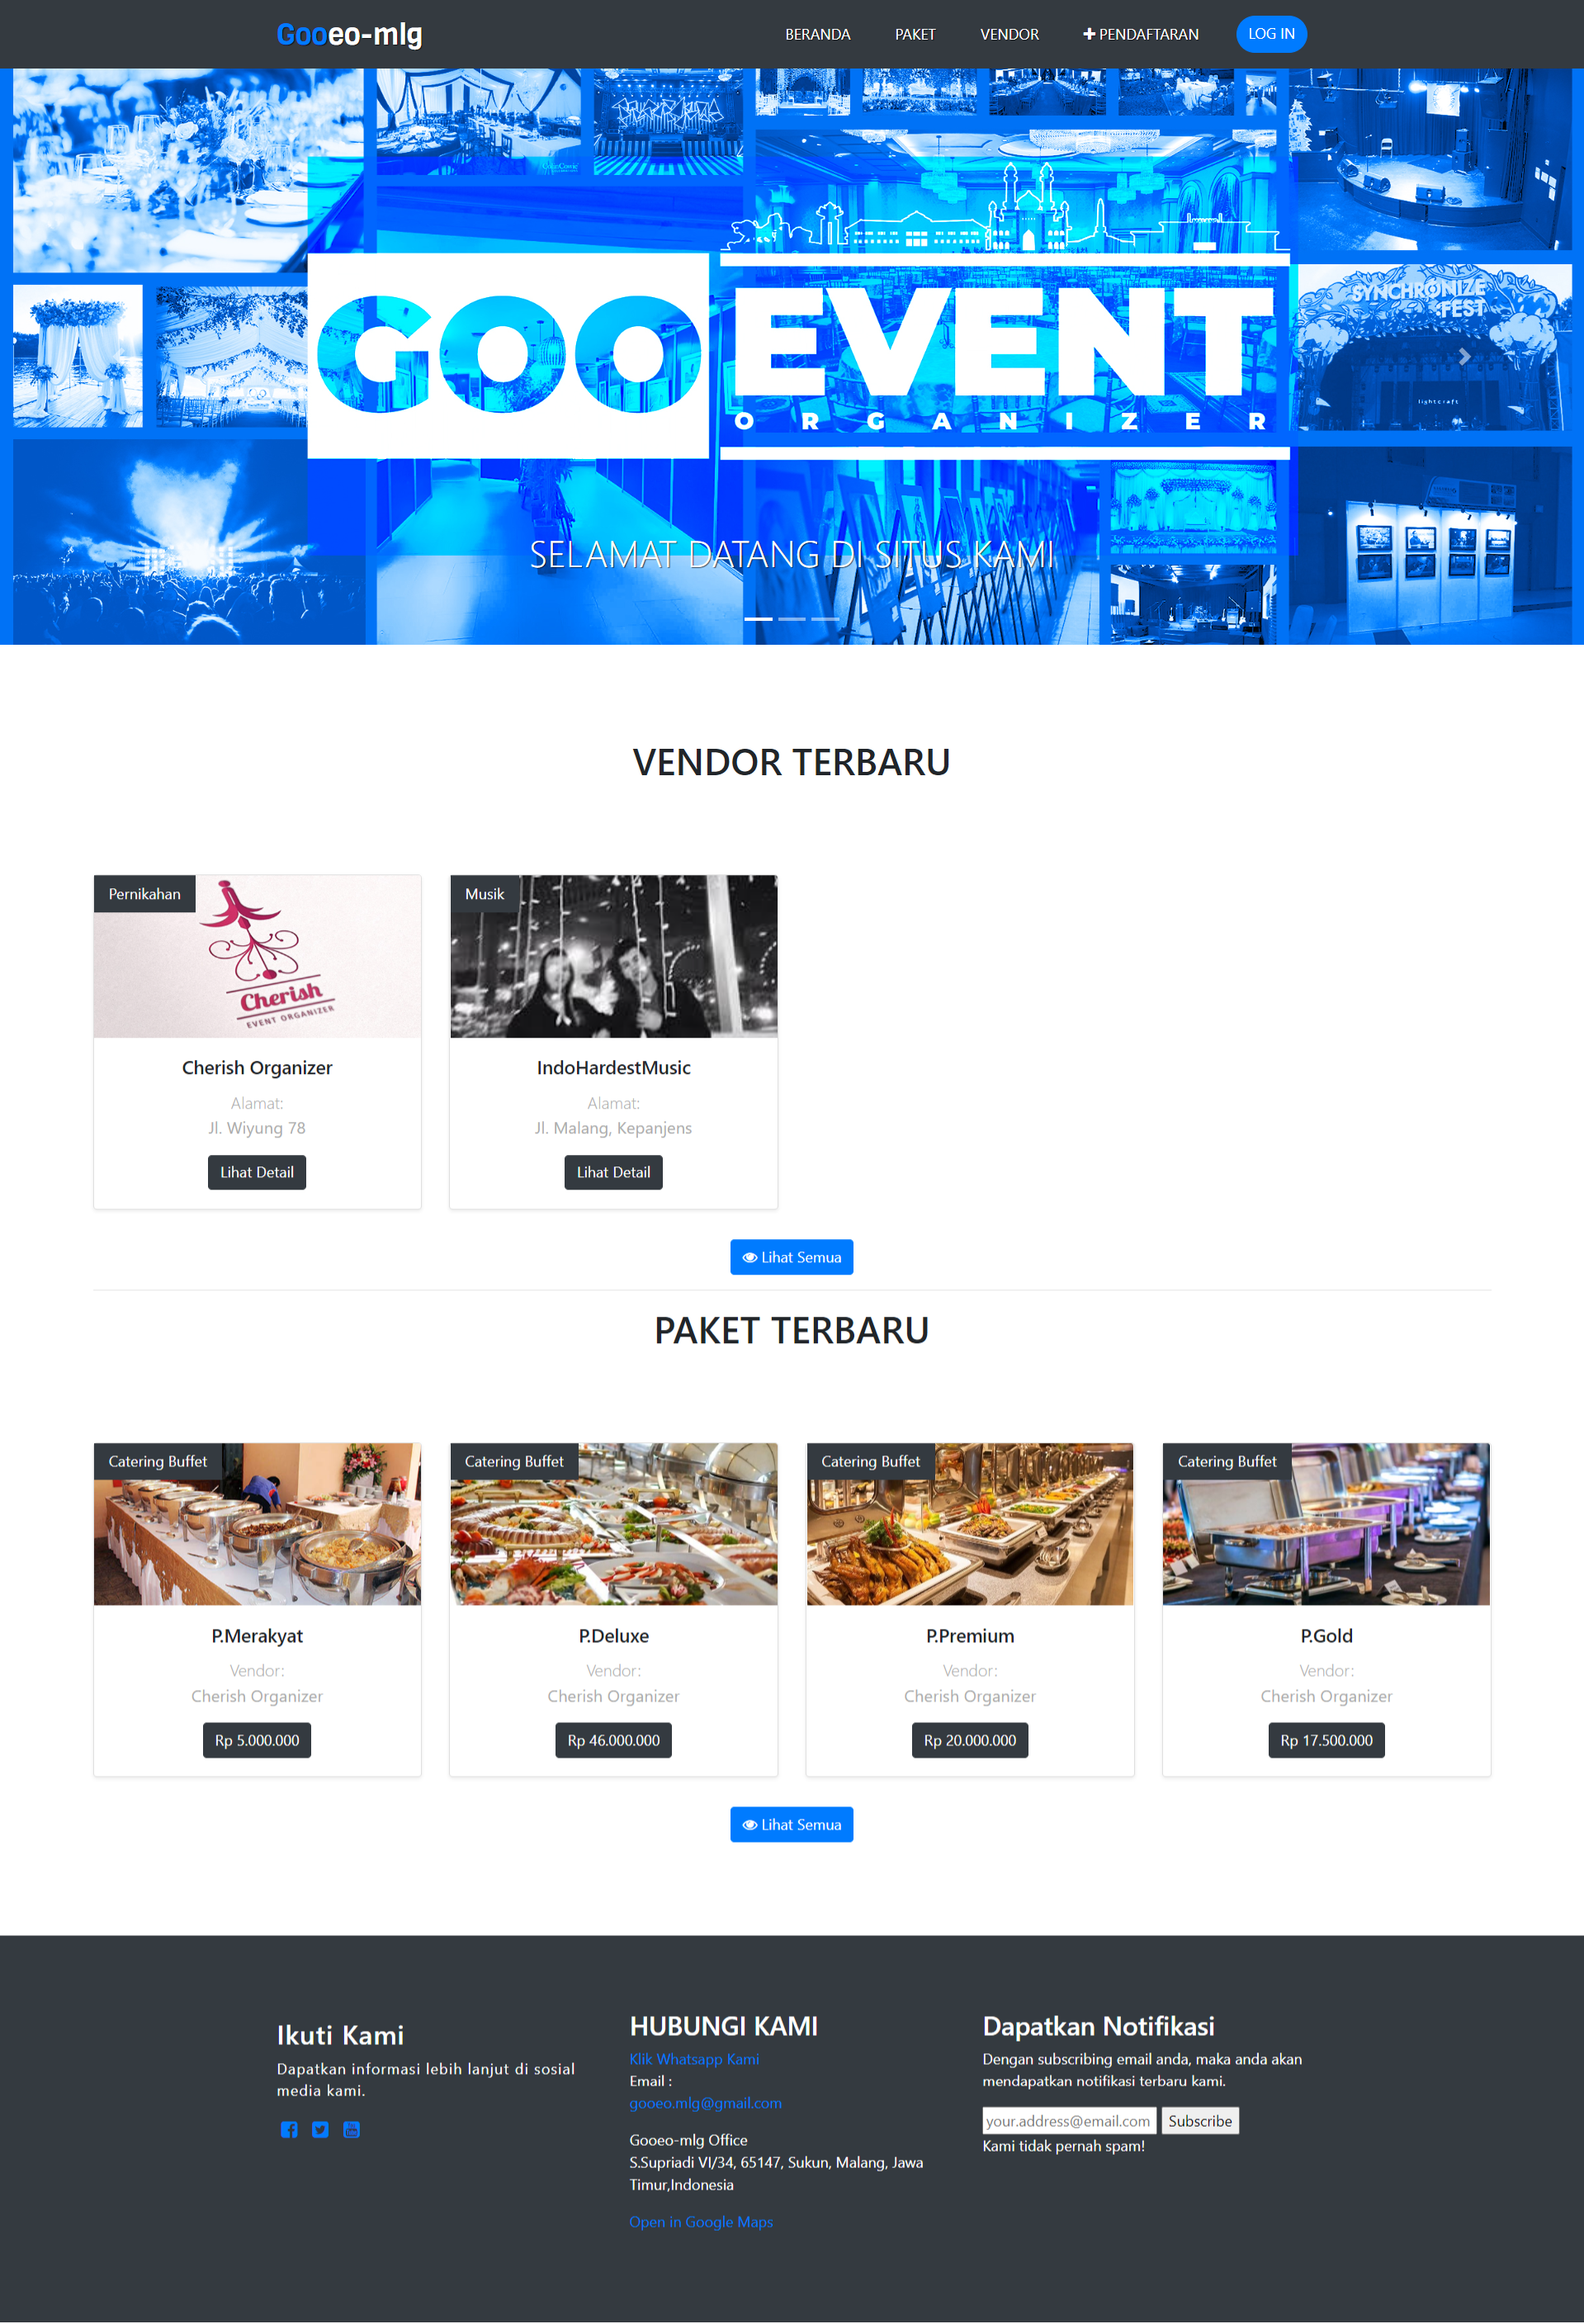 Gooeo-mlg
BERANDA
PAKET
VENDOR
PENDAFTARAN
LOG IN
SYNCHRONIZE
FEST
lightcraft
GOO
EVENT
ORGANIZER
SELAMAT DATANG DI SITUS KAMI
VENDOR TERBARU
Pernikahan
Cherish
EVENT ORGANIZER
Cherish Organizer
Alamat:
Jl. Wiyung 78
Lihat Detail
Musik
IndoHardestMusic
Alamat:
Jl. Malang, Kepanjens
Lihat Detail
Lihat Semua
PAKET TERBARU
Catering Buffet
P.Merakyat
Vendor:
Cherish Organizer
Rp 5.000.000
Catering Buffet
P.Deluxe
Vendor:
Cherish Organizer
Rp 46.000.000
Catering Buffet
P.Premium
Vendor:
Cherish Organizer
Rp 20.000.000
Catering Buffet
P.Gold
Vendor:
Cherish Organizer
Rp 17.500.000
Lihat Semua
Ikuti Kami
Dapatkan informasi lebih lanjut di sosial
media kami.
HUBUNGI KAMI
Klik Whatsapp Kami
Email :
gooeo.mlg@gmail.com
Gooeo-mlg Office
S.Supriadi VI/34, 65147, Sukun, Malang, Jawa
Timur,Indonesia
Open in Google Maps
Dapatkan Notifikasi
Dengan subscribing email anda, maka anda akan
mendapatkan notifikasi terbaru kami.
your.address@email.com
Subscribe
Kami tidak pernah spam!